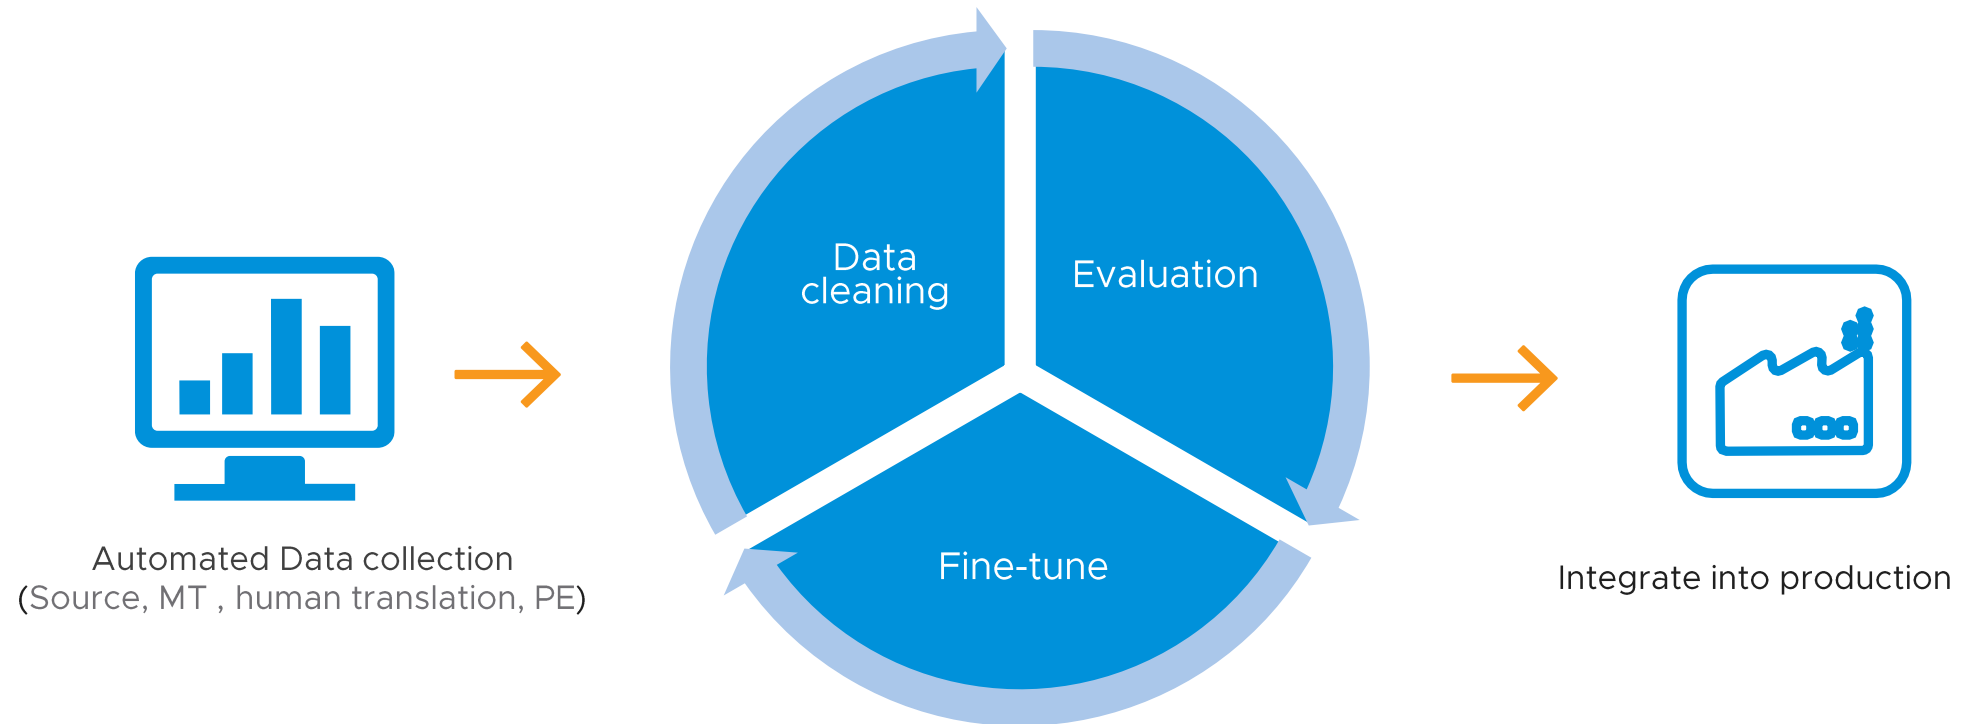 Data
cleaning
Evaluation
Fine-tune
Automated Data collection
(Source, MT , human translation, PE)
Integrate into production